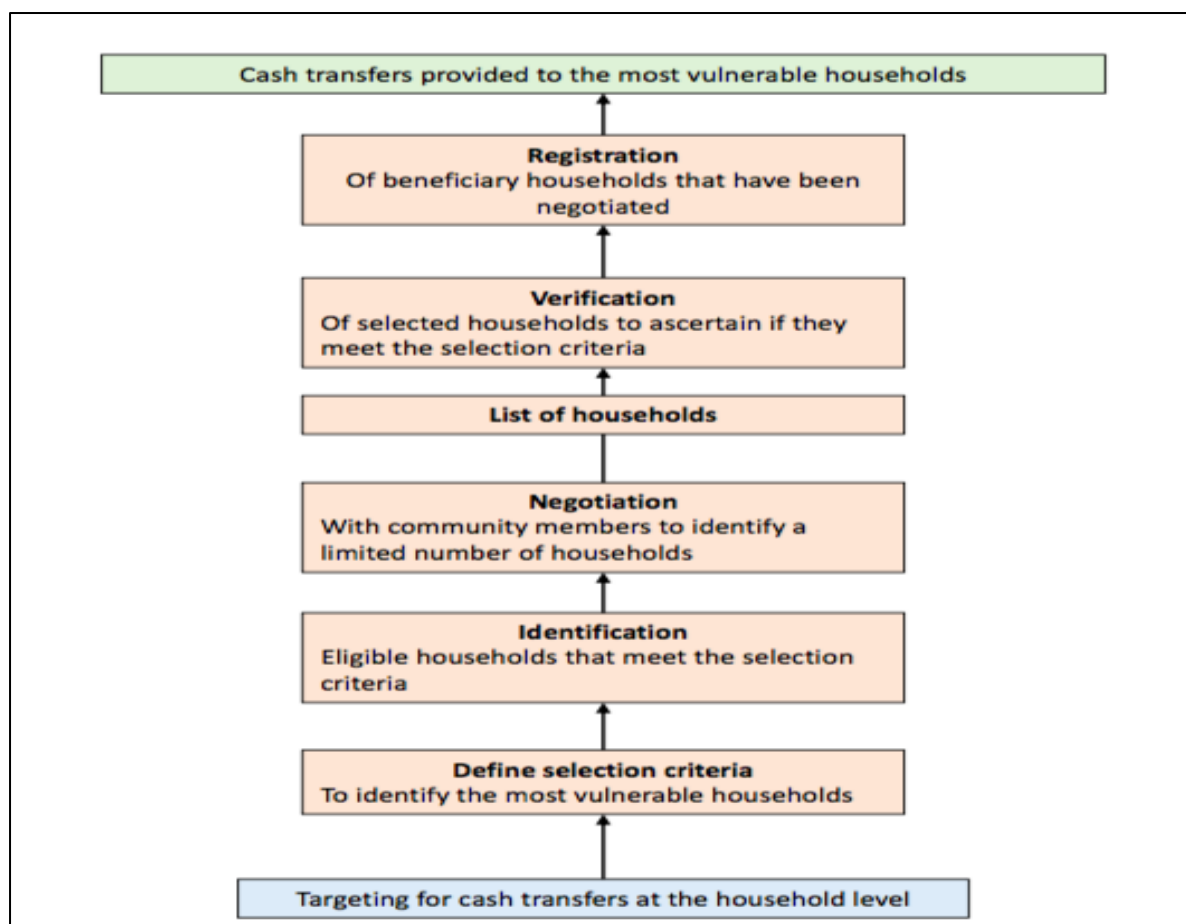 Cash transfers provided to the most vulnerable households
Registration
Of beneficiary households that have been
negotiated
Verification
Of selected households to ascertain if they
meet the selection criteria
List of households
Negotiation
With community members to identify a
limited number of households
Identification
Eligible households that meet the selection
criteria
Define selection criteria
To identify the most vulnerable households
Targeting for cash transfers at the household level